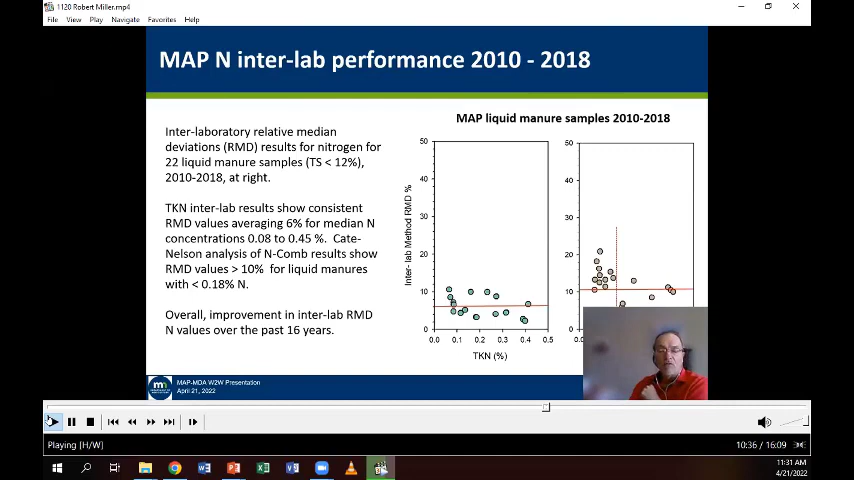 1120 Robert Miller.mp4
File View Play Navigate Favorites Help
MAP N inter-lab performance 2010 - 2018
Inter-laboratory relative median
deviations (RMD) results for nitrogen for
22 liquid manure samples (TS < 12%),
2010-2018, at right.
TKN inter-lab results show consistent
RMD values averaging 6% for median N
concentrations 0.08 to 0.45 %. Cate-
Nelson analysis of N-Comb results show
RMD values > 10% for liquid manures
with < 0.18% N.
Overall, improvement in inter-lab RMD
N values over the past 16 years.
MAP liquid manure samples 2010-2018
Inter- lab Method RMD %
50
40
30
20
10
0
0.0 0.1 0.2 0.3 0.4 0.5
TKN (%)
50
40
30
20
10
0
MAP-MDA W2W Presentation
April 21, 2022
Playing [H/W]
10:36 / 16:09
11:31 AM
4/21/2022